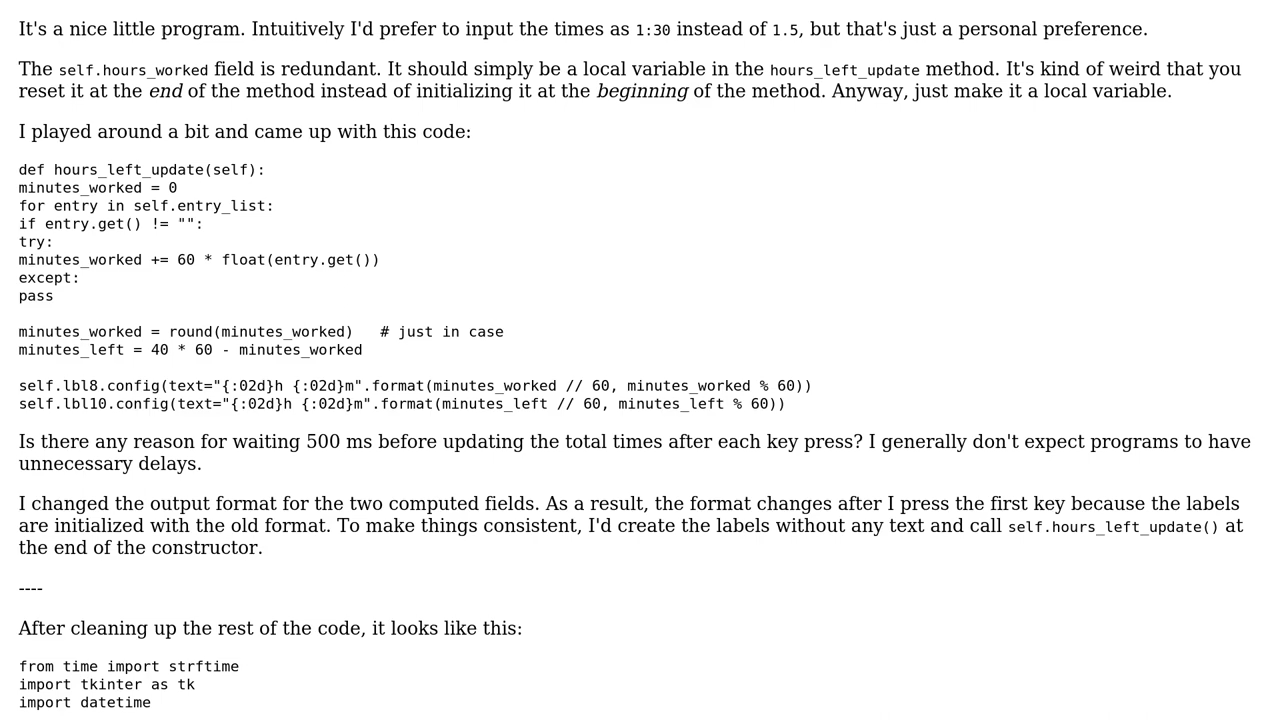 It's a nice little program. Intuitively I'd prefer to input the times as 1:30 instead of 1.5, but that's just a personal preference.
The self.hours_worked field is redundant. It should simply be a local variable in the hours_left_update method. It's kind of weird that you
reset it at the end of the method instead of initializing it at the beginning of the method. Anyway, just make it a local variable.
I played around a bit and came up with this code:
def hours_left_update(self):
minutes_worked = 0
for entry in self.entry_list:
if entry.get() != "":
try:
minutes_worked += 60 * float(entry.get())
except:
pass
minutes_worked = round(minutes_worked)   # just in case
minutes_left = 40 * 60 - minutes_worked
self.lbl8.config(text="{:02d}h {:02d}m".format(minutes_worked // 60, minutes_worked % 60))
self.lbl10.config(text="{:02d}h {:02d}m".format(minutes_left // 60, minutes_left % 60))
Is there any reason for waiting 500 ms before updating the total times after each key press? I generally don't expect programs to have
unnecessary delays.
I changed the output format for the two computed fields. As a result, the format changes after I press the first key because the labels
are initialized with the old format. To make things consistent, I'd create the labels without any text and call self.hours_left_update() at
the end of the constructor.
----
After cleaning up the rest of the code, it looks like this:
from time import strftime
import tkinter as tk
import datetime